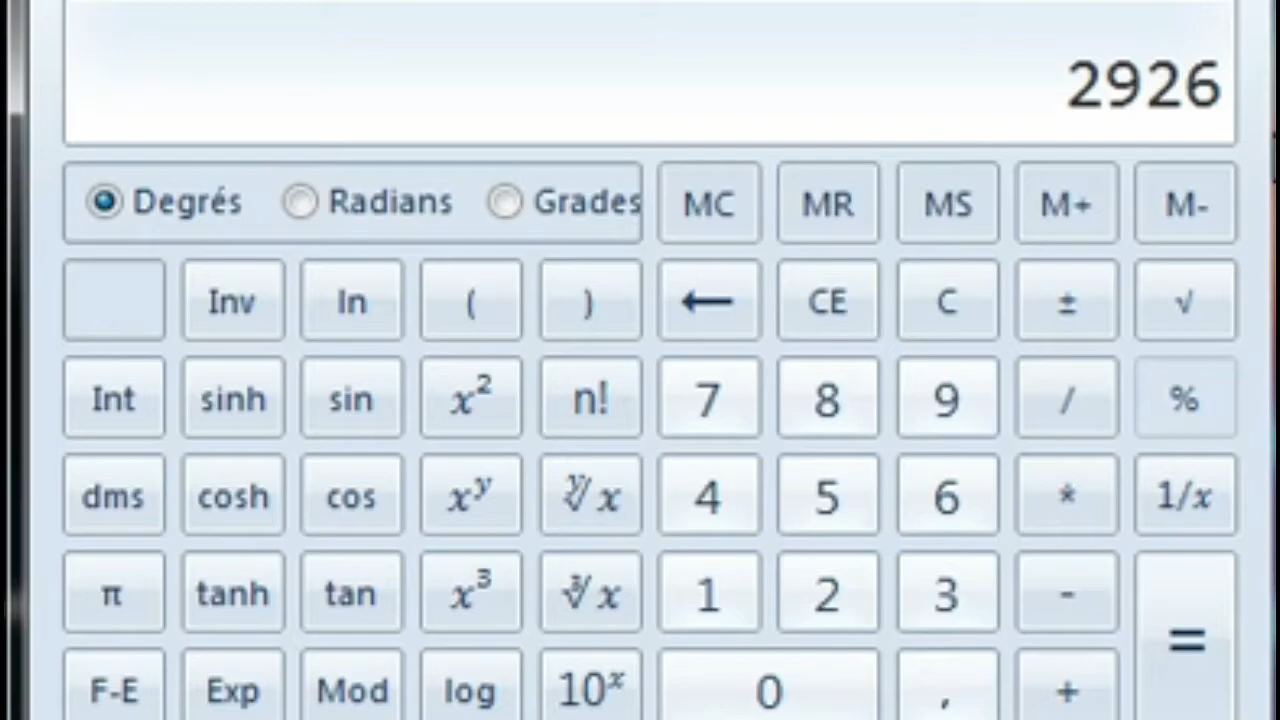 2926
Degrés Radians Grades MC MR MS M+ M-
Inv ln ( ) ← CE C ± √
Int sinh sin x² n! 7 8 9 / %
dms cosh cos xʸ ʸ√x 4 5 6 * 1/x
π tanh tan x³ ³√x 1 2 3 - =
F-E Exp Mod log 10ˣ 0 , +